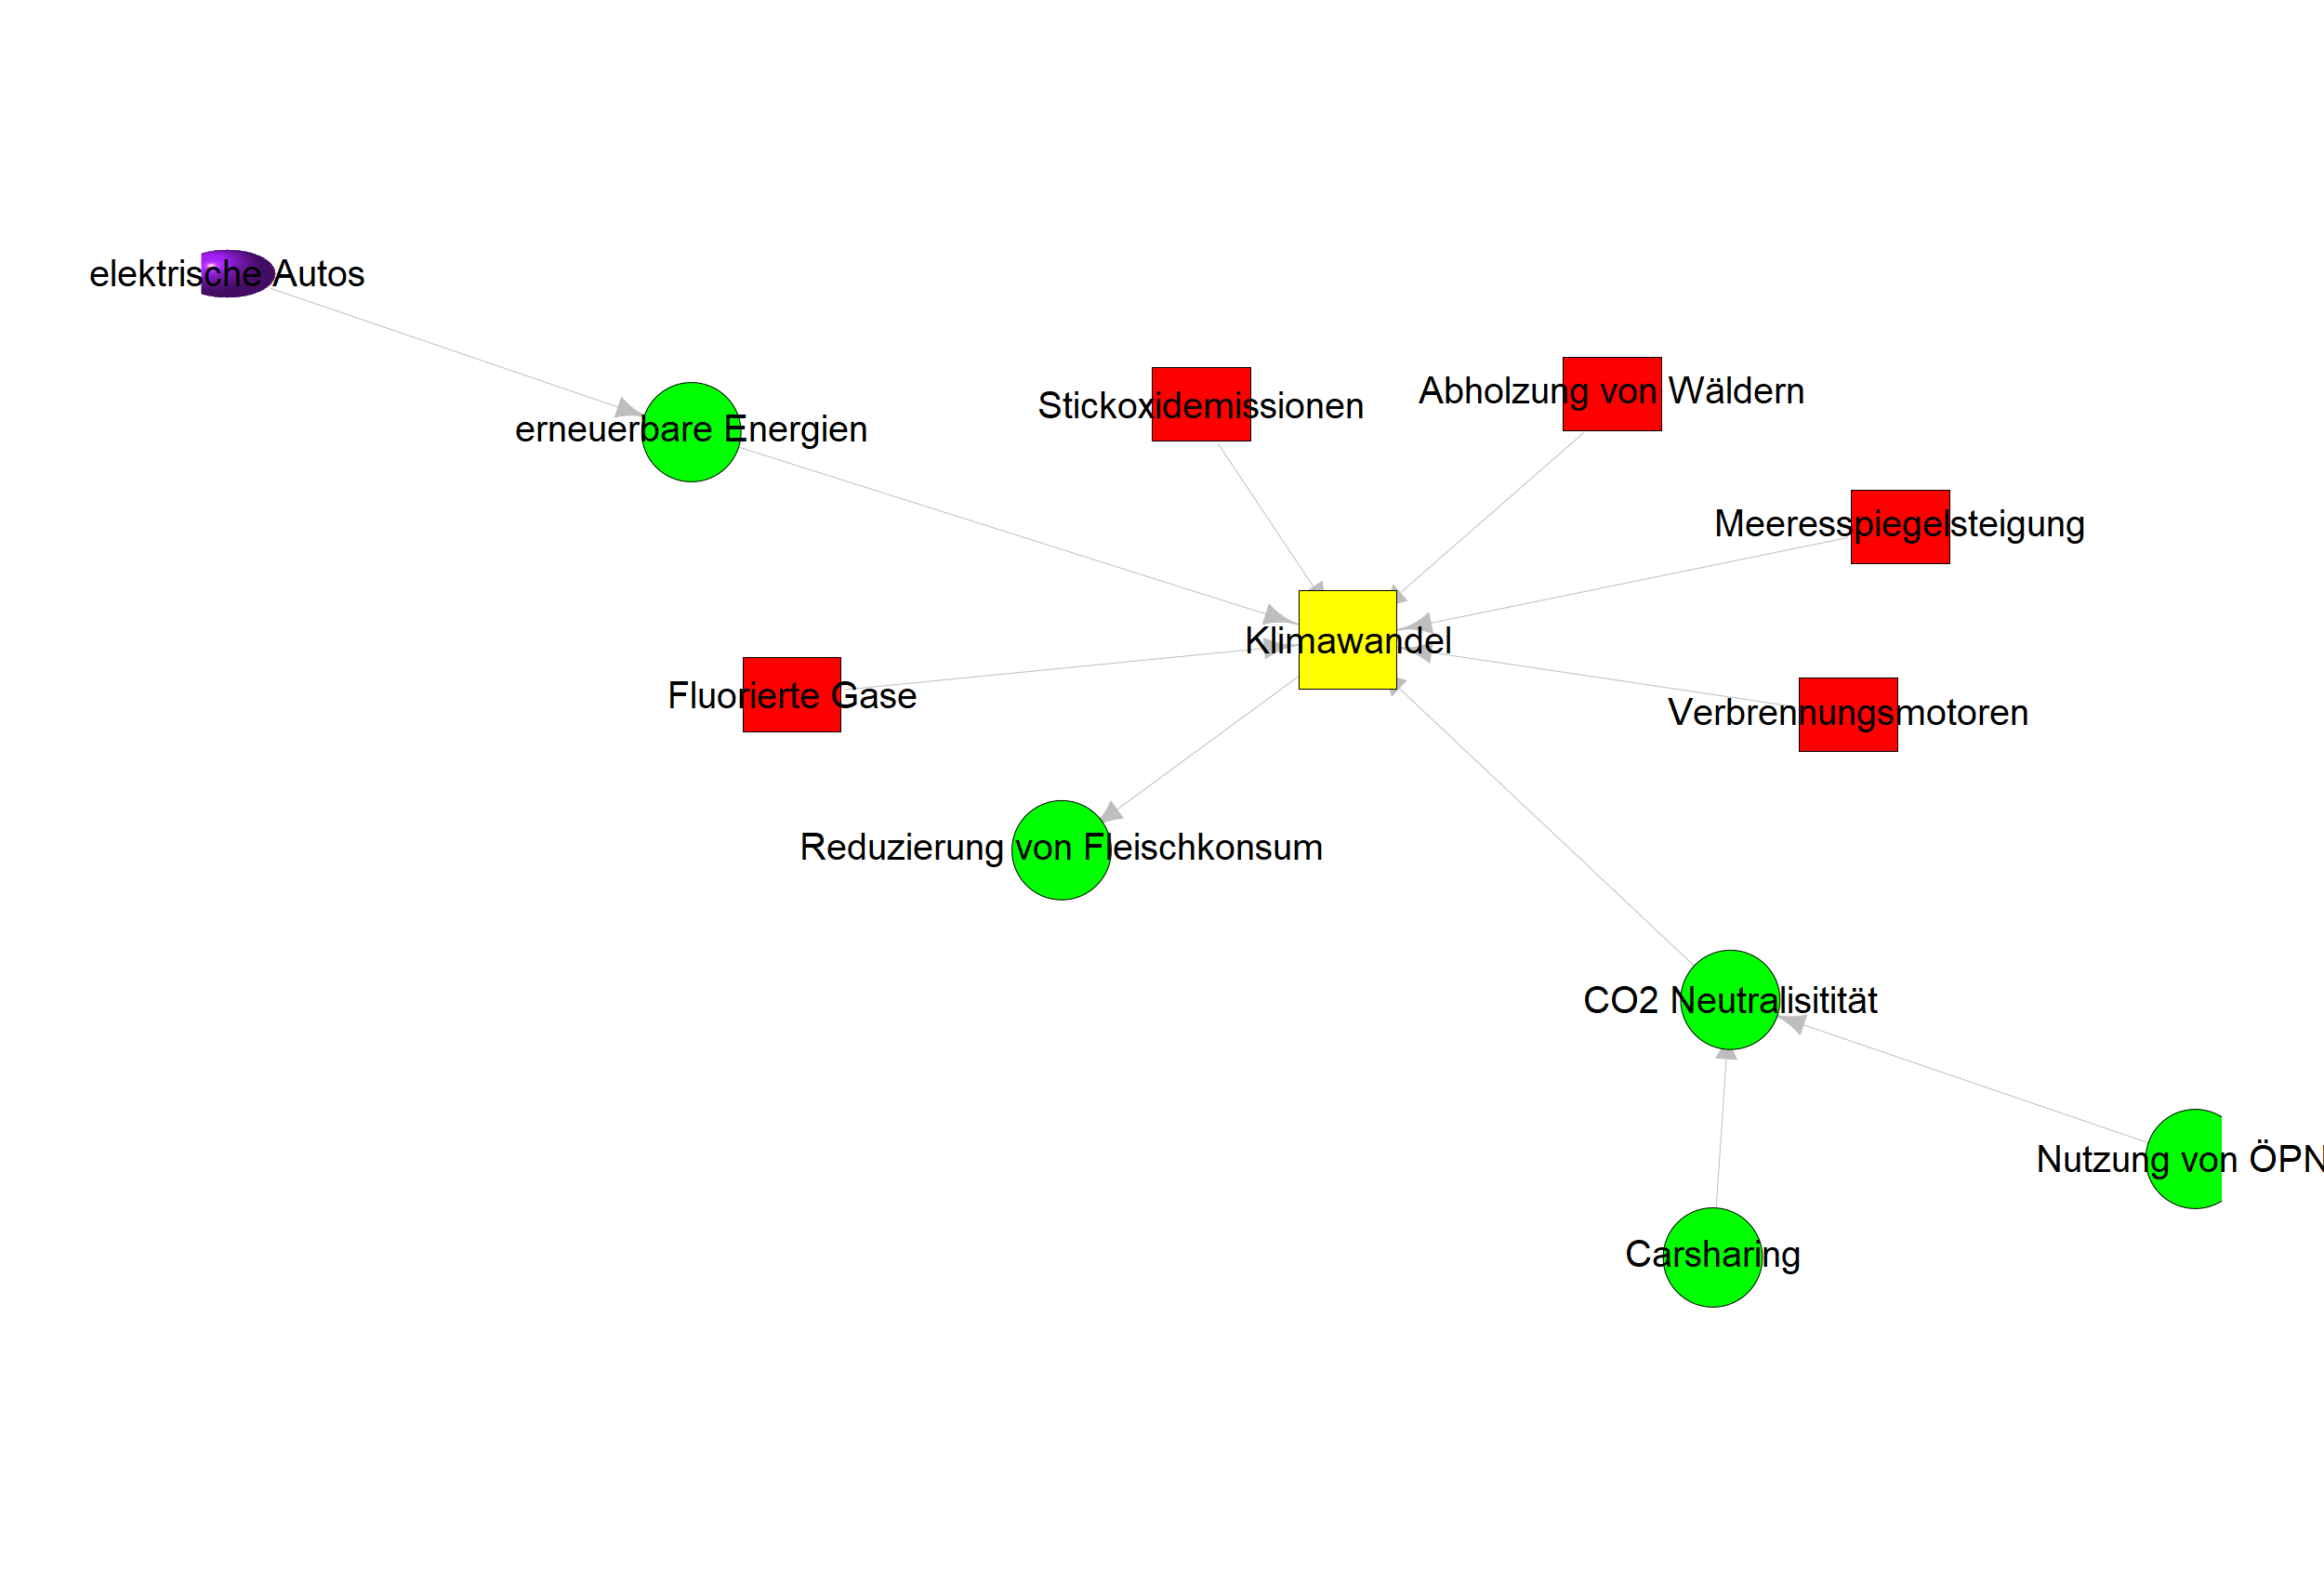 elektrische Autos
Abholzung von Wäldern
Stickoxidemissionen
erneuerbare Energien
Meeresspiegelsteigung
Klimawandel
Fluorierte Gase
Verbrennungsmotoren
Reduzierung von Fleischkonsum
CO2 Neutralisitität
Nutzung von ÖPN
Carsharing